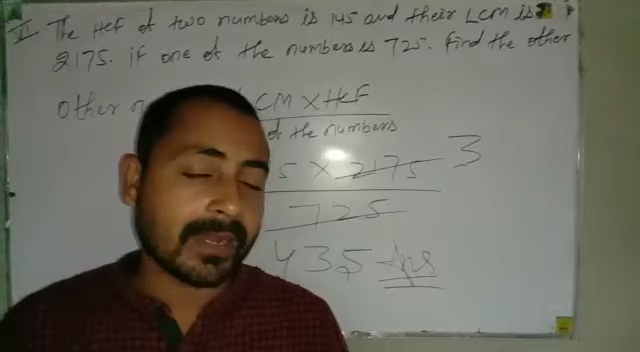 VI The HCF of two numbers is 145 and their LCM is
2175. if one of the numbers is 725. find the other
Other LCM X HCF
of the numbers
5 X 2175 3
725
435 Ans